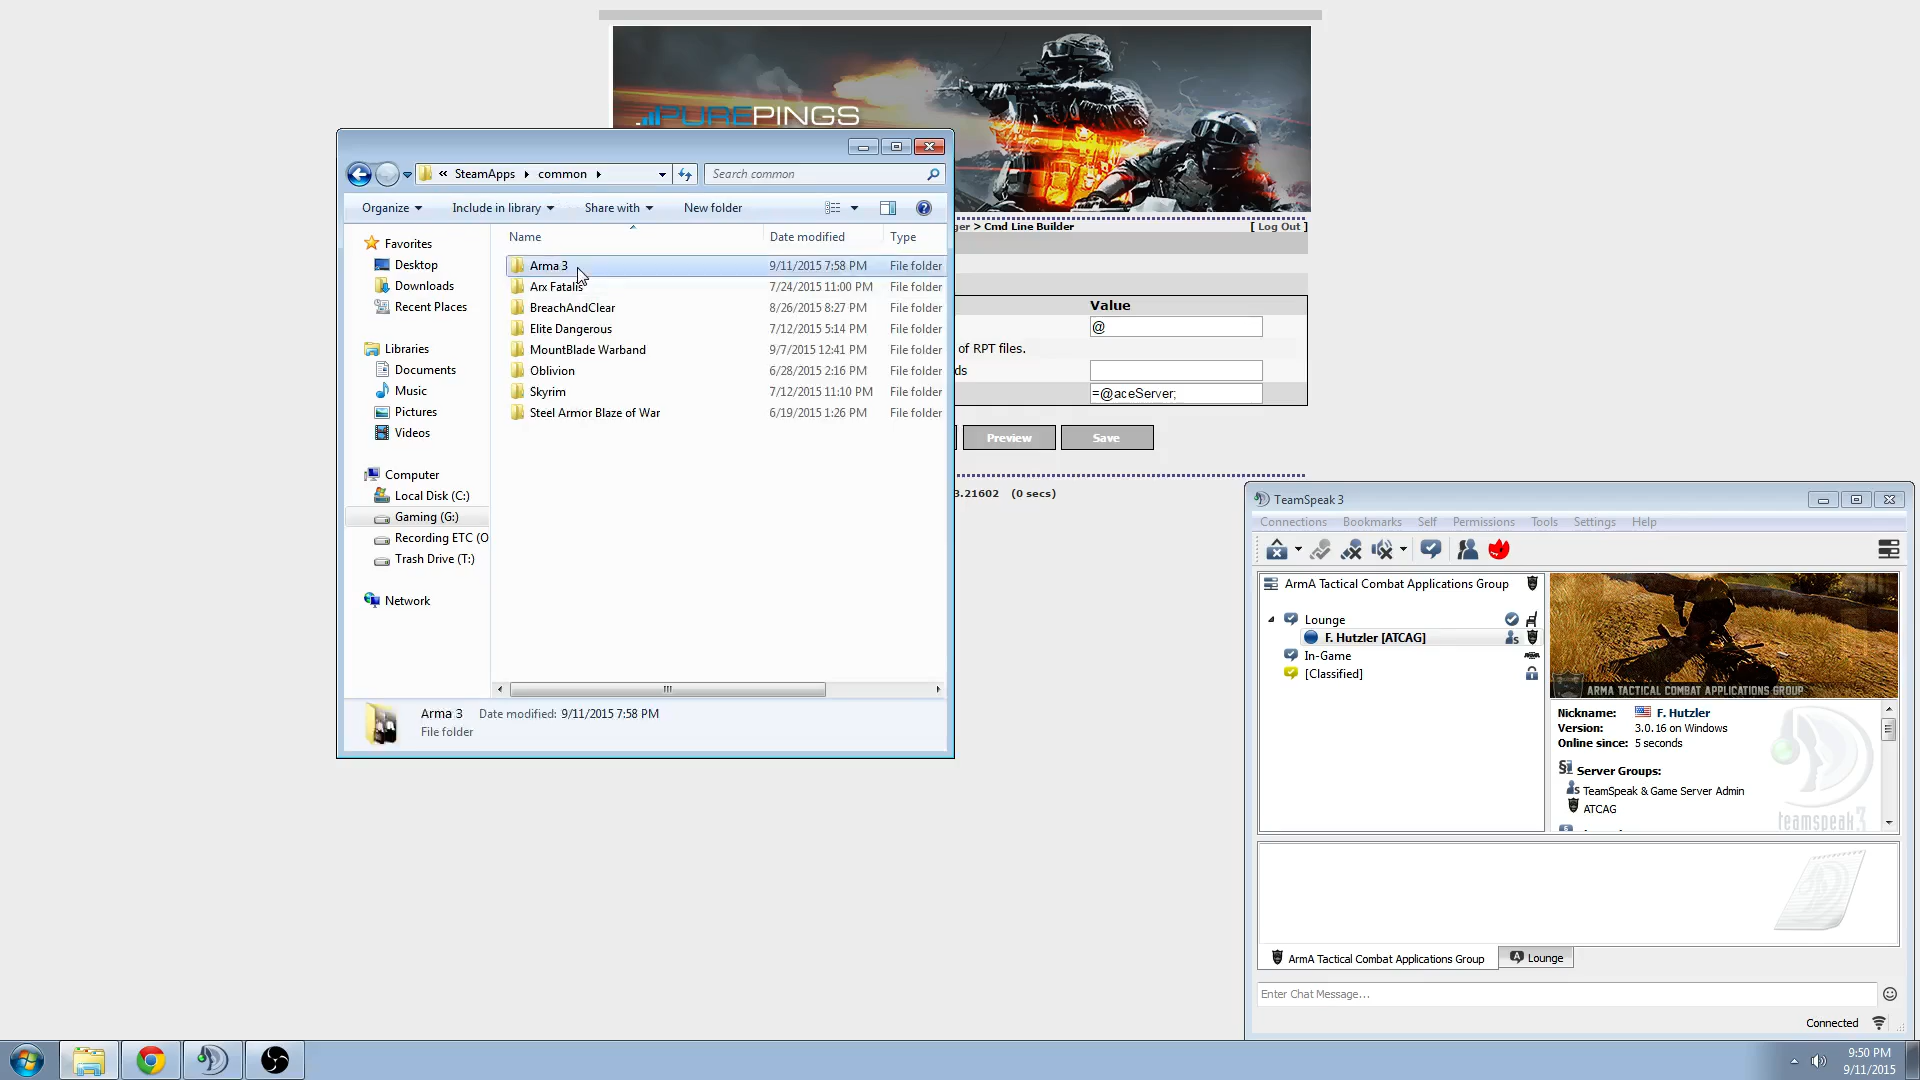 PUREPINGS
SteamApps
common
Search common
Organize
Include in library
Share with
New folder
Name
Date modified
Type
Favorites
Desktop
Downloads
Recent Places
Libraries
Documents
Music
Pictures
Videos
Computer
Local Disk (C:)
Gaming (G:)
Recording ETC (O
Trash Drive (T:)
Network
Arma 3 9/11/2015 7:58 PM File folder
Arx Fatalis 7/24/2015 11:00 PM File folder
BreachAndClear 8/26/2015 8:27 PM File folder
Elite Dangerous 7/12/2015 5:14 PM File folder
MountBlade Warband 9/7/2015 12:41 PM File folder
Oblivion 6/28/2015 2:16 PM File folder
Skyrim 7/12/2015 11:10 PM File folder
Steel Armor Blaze of War 6/19/2015 1:26 PM File folder
Arma 3 Date modified: 9/11/2015 7:58 PM
File folder
ger > Cmd Line Builder [ Log Out ]
Value
@
of RPT files.
ds
=@aceServer;
Preview Save
3.21602 (0 secs)
TeamSpeak 3
Connections Bookmarks Self Permissions Tools Settings Help
ArmA Tactical Combat Applications Group
Lounge
F. Hutzler [ATCAG]
In-Game
[Classified]
ARMA TACTICAL COMBAT APPLICATIONS GROUP
Nickname: F. Hutzler
Version: 3.0.16 on Windows
Online since: 5 seconds
Server Groups:
TeamSpeak & Game Server Admin
ATCAG
teamspeak3
ArmA Tactical Combat Applications Group
Lounge
Enter Chat Message...
Connected
9:50 PM
9/11/2015